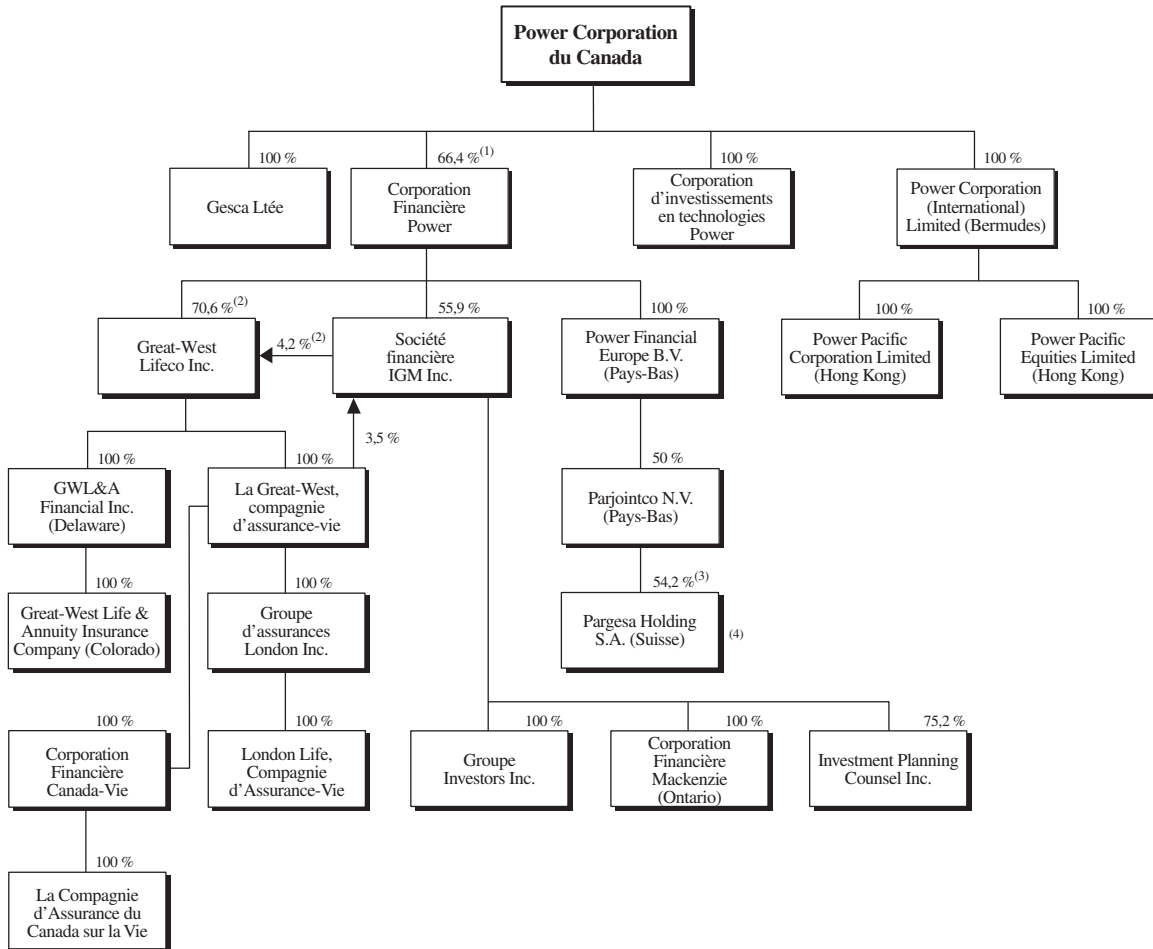 Power Corporation
du Canada
100 %
66,4 %(1)
100 %
100 %
Gesca Ltée
Corporation
Financière
Power
Corporation
d'investissements
en technologies
Power
Power Corporation
(International)
Limited (Bermudes)
70,6 %(2)
55,9 %
100 %
100 %
100 %
Great-West
Lifeco Inc.
4,2 %(2)
Société
financière
IGM Inc.
Power Financial
Europe B.V.
(Pays-Bas)
Power Pacific
Corporation Limited
(Hong Kong)
Power Pacific
Equities Limited
(Hong Kong)
3,5 %
100 %
100 %
50 %
GWL&A
Financial Inc.
(Delaware)
La Great-West,
compagnie
d'assurance-vie
Parjointco N.V.
(Pays-Bas)
100 %
100 %
54,2 %(3)
Great-West Life &
Annuity Insurance
Company (Colorado)
Groupe
d'assurances
London Inc.
Pargesa Holding
S.A. (Suisse)
(4)
100 %
100 %
100 %
100 %
75,2 %
Corporation
Financière
Canada-Vie
London Life,
Compagnie
d'Assurance-Vie
Groupe
Investors Inc.
Corporation
Financière
Mackenzie
(Ontario)
Investment Planning
Counsel Inc.
100 %
La Compagnie
d'Assurance du
Canada sur la Vie